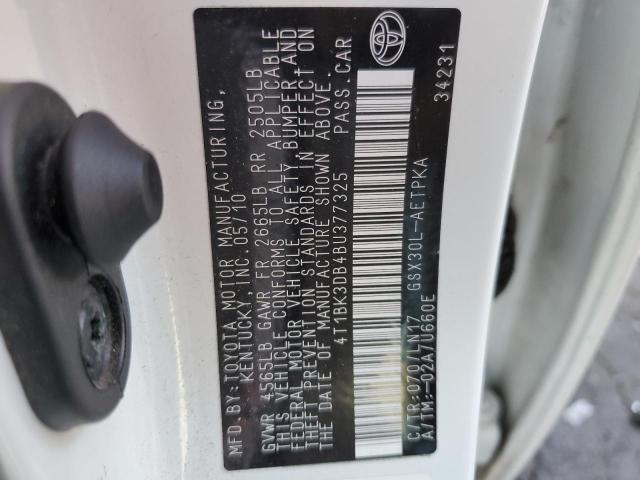 MFD. BY: TOYOTA MOTOR MANUFACTURING,
KENTUCKY, INC. 05/10
GVWR 4565LB GAWR FR 2665LB RR 2505LB
THIS VEHICLE CONFORMS TO ALL APPLICABLE
FEDERAL MOTOR VEHICLE SAFETY BUMPER, AND
THEFT PREVENTION STANDARDS IN EFFECT ON
THE DATE OF MANUFACTURE SHOWN ABOVE.
4T1BK3DB4BU377325 PASS. CAR
C/TR: 070/LN17 GSX30L-AETPKA
A/TM: -02A/U660E
34231